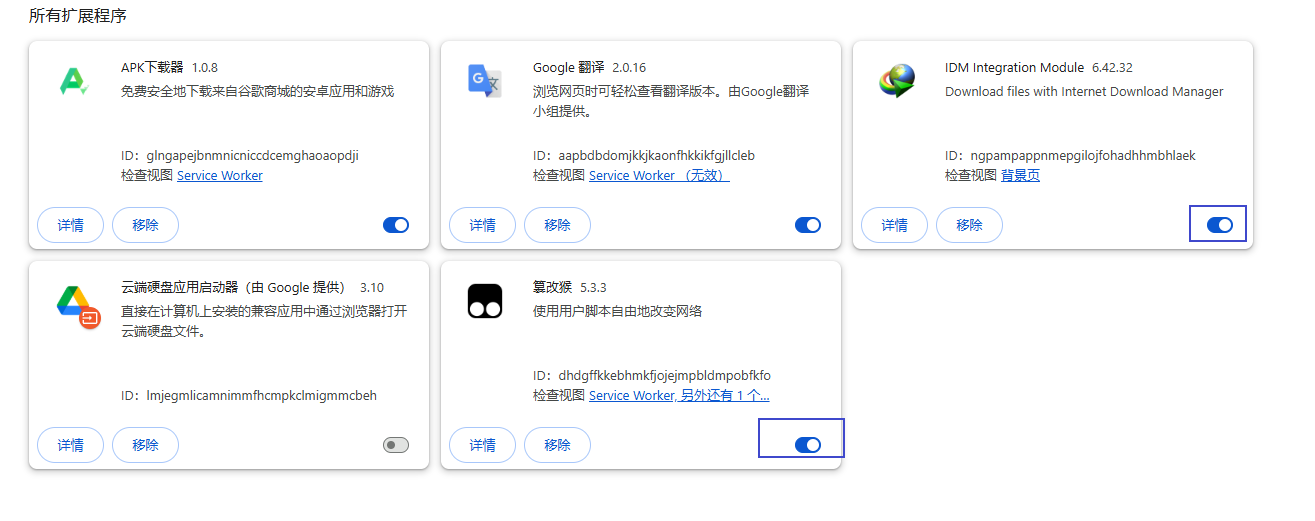 所有扩展程序
APK下载器 1.0.8
免费安全地下载来自谷歌商城的安卓应用和游戏
ID：glngapejbnmnicniccdcemghaoaopdji
检查视图 Service Worker
详情 移除
Google 翻译 2.0.16
浏览网页时可轻松查看翻译版本。由Google翻译
小组提供。
ID：aapbdbdomjkkjkaonfhkkikfgjllcleb
检查视图 Service Worker （无效）
详情 移除
IDM Integration Module 6.42.32
Download files with Internet Download Manager
ID：ngpampappnmepgilojfohadhhmbhlaek
检查视图 背景页
详情 移除
云端硬盘应用启动器（由 Google 提供） 3.10
直接在计算机上安装的兼容应用中通过浏览器打开
云端硬盘文件。
ID：lmjegmlicamnimmfhcmpkclmigmmcbeh
详情 移除
篡改猴 5.3.3
使用用户脚本自由地改变网络
ID：dhdgffkkebhmkfjojejmpbldmpobfkfo
检查视图 Service Worker, 另外还有 1 个...
详情 移除